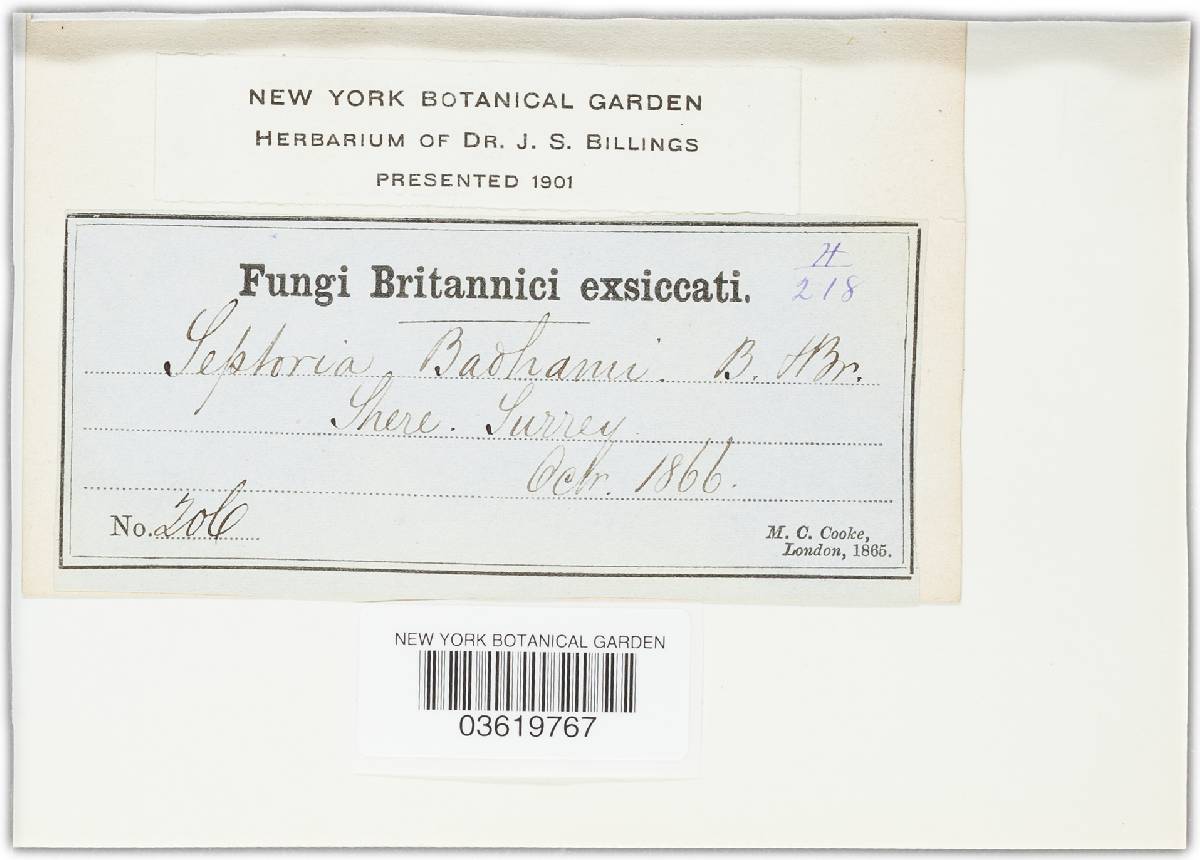 NEW YORK BOTANICAL GARDEN
HERBARIUM OF DR. J. S. BILLINGS
PRESENTED 1901
Fungi Britannici exsiccati.
218
Septoria Badhami. B. & Br.
Shere. Surrey.
Octr. 1866.
No. 206
M. C. Cooke,
London, 1865.
NEW YORK BOTANICAL GARDEN
03619767